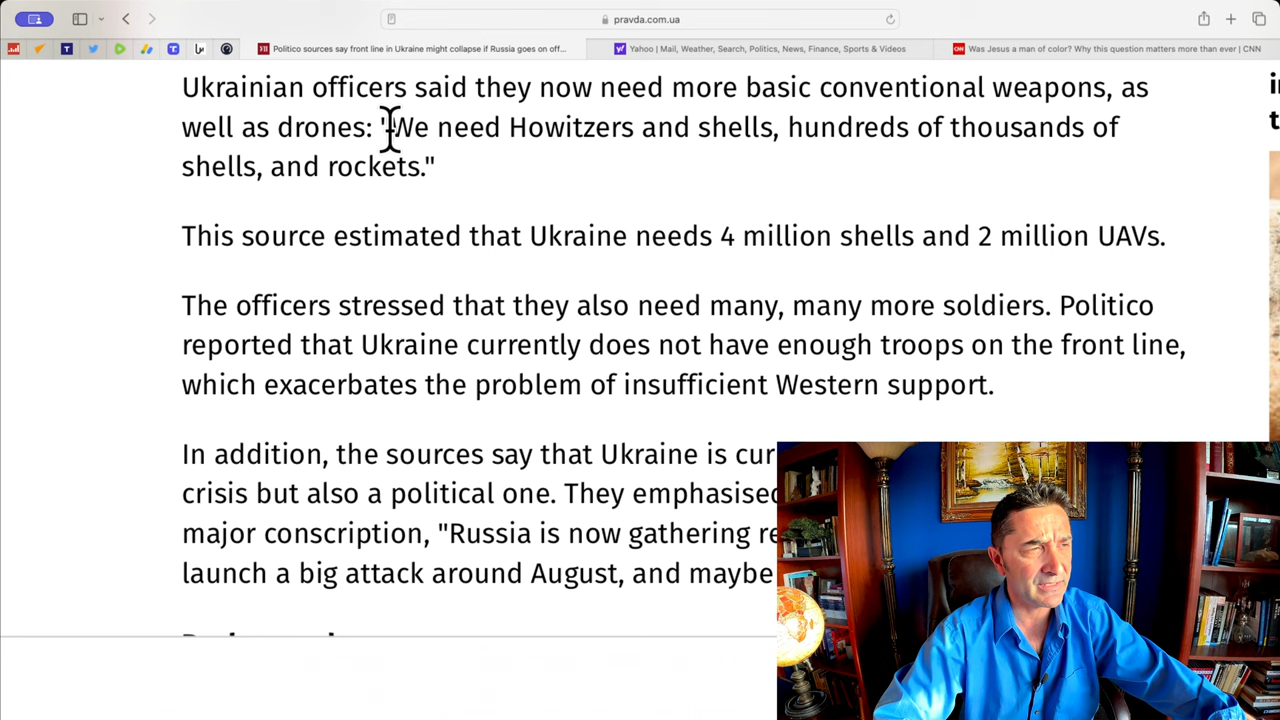 pravda.com.ua
Politico sources say front line in Ukraine might collapse if Russia goes on off...
Yahoo | Mail, Weather, Search, Politics, News, Finance, Sports & Videos
Was Jesus a man of color? Why this question matters more than ever | CNN
Ukrainian officers said they now need more basic conventional weapons, as
well as drones: "We need Howitzers and shells, hundreds of thousands of
shells, and rockets."
This source estimated that Ukraine needs 4 million shells and 2 million UAVs.
The officers stressed that they also need many, many more soldiers. Politico
reported that Ukraine currently does not have enough troops on the front line,
which exacerbates the problem of insufficient Western support.
In addition, the sources say that Ukraine is cur
crisis but also a political one. They emphasised
major conscription, "Russia is now gathering re
launch a big attack around August, and maybe